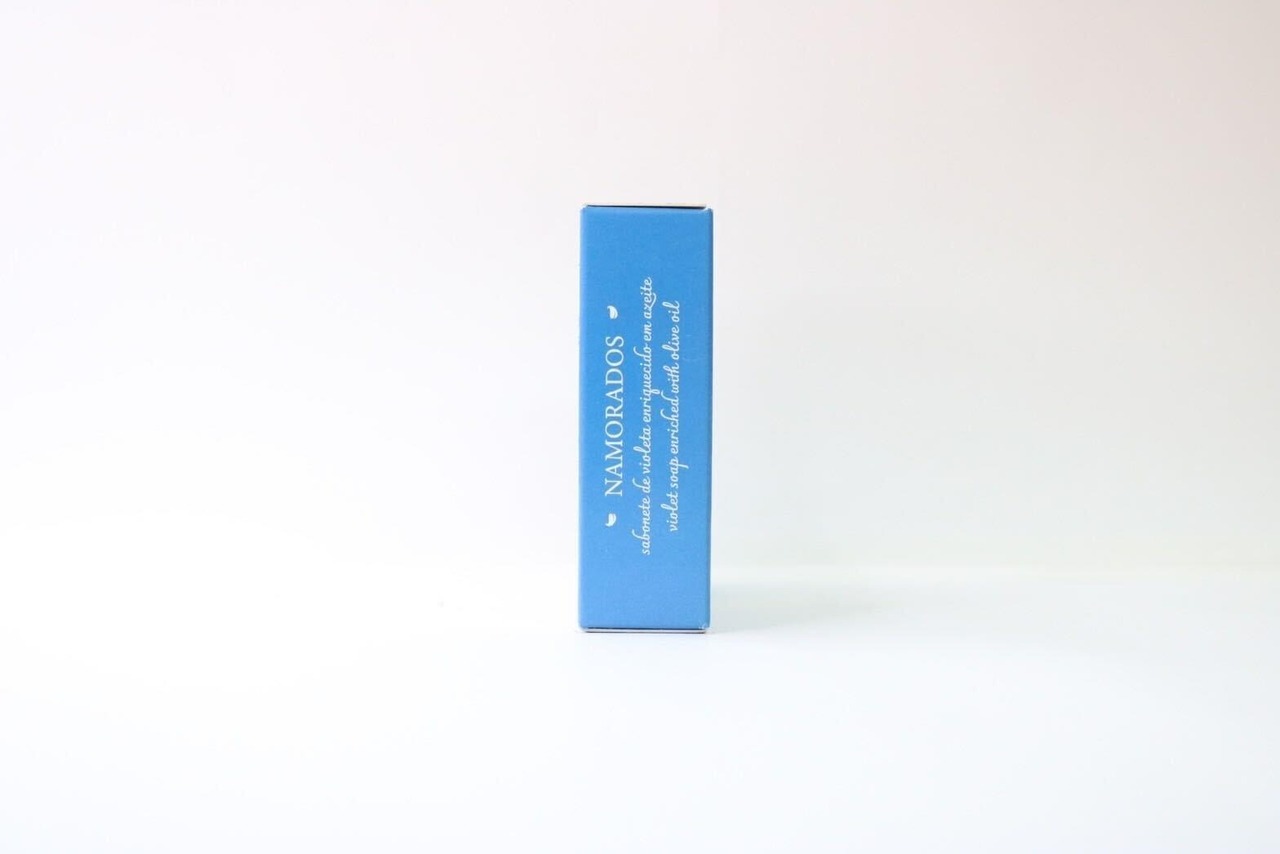 NAMORADOS
sabonete de violeta enriquecido em azeite
violet soap enriched with olive oil